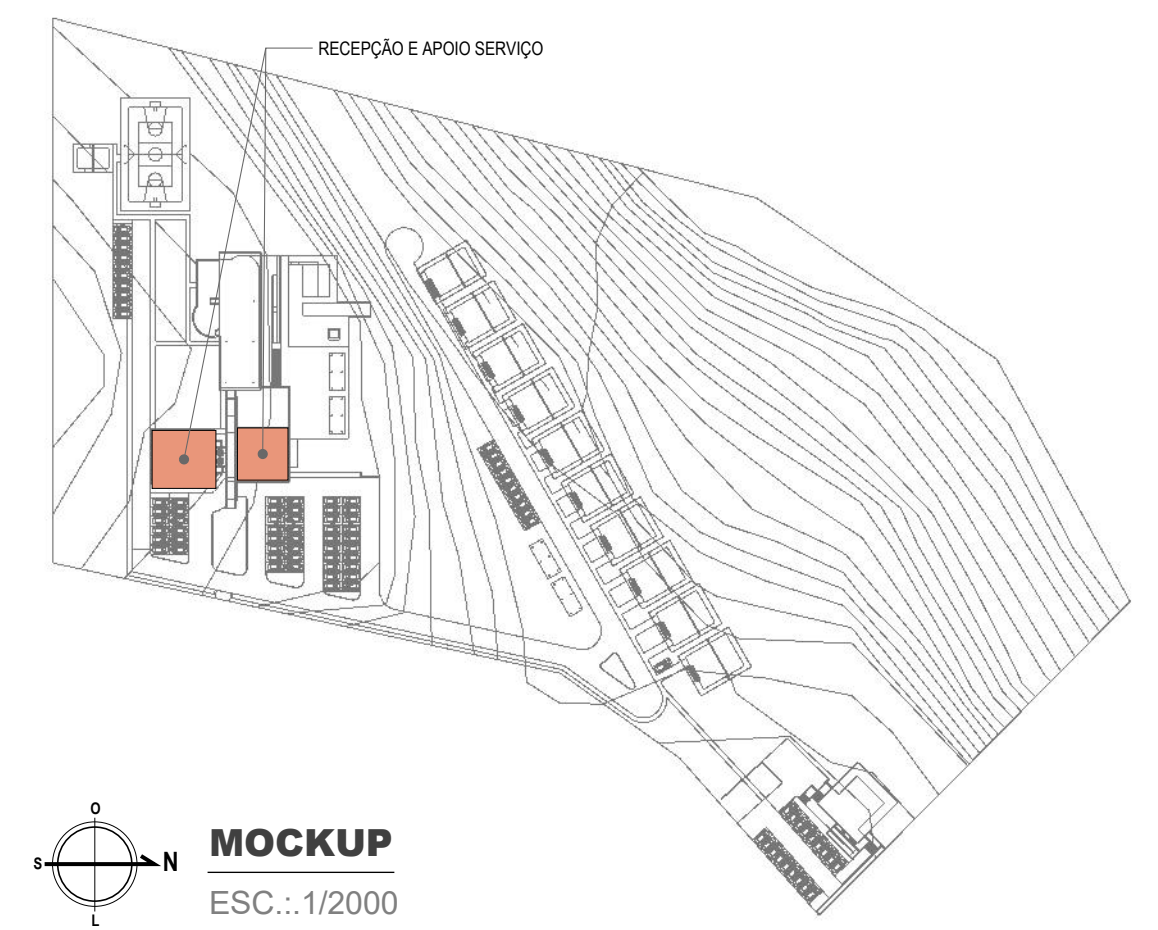 RECEPÇÃO E APOIO SERVIÇO
O
S N
L
MOCKUP
ESC.:.1/2000